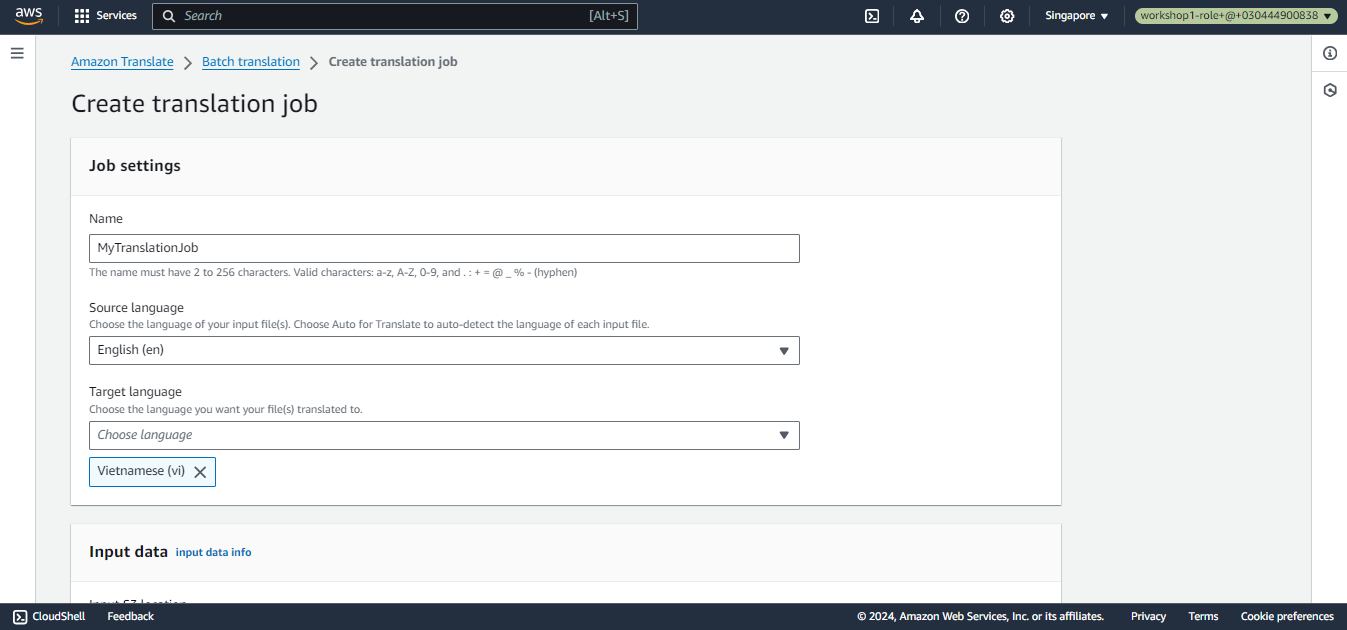 aws
Services
Search
[Alt+S]
Singapore
workshop1-role+@+030444900838
Amazon Translate
Batch translation
Create translation job
Create translation job
Job settings
Name
MyTranslationJob
The name must have 2 to 256 characters. Valid characters: a-z, A-Z, 0-9, and . : + = @ _ % - (hyphen)
Source language
Choose the language of your input file(s). Choose Auto for Translate to auto-detect the language of each input file.
English (en)
Target language
Choose the language you want your file(s) translated to.
Choose language
Vietnamese (vi)
Input data input data info
Input S3 location
CloudShell
Feedback
© 2024, Amazon Web Services, Inc. or its affiliates.
Privacy
Terms
Cookie preferences